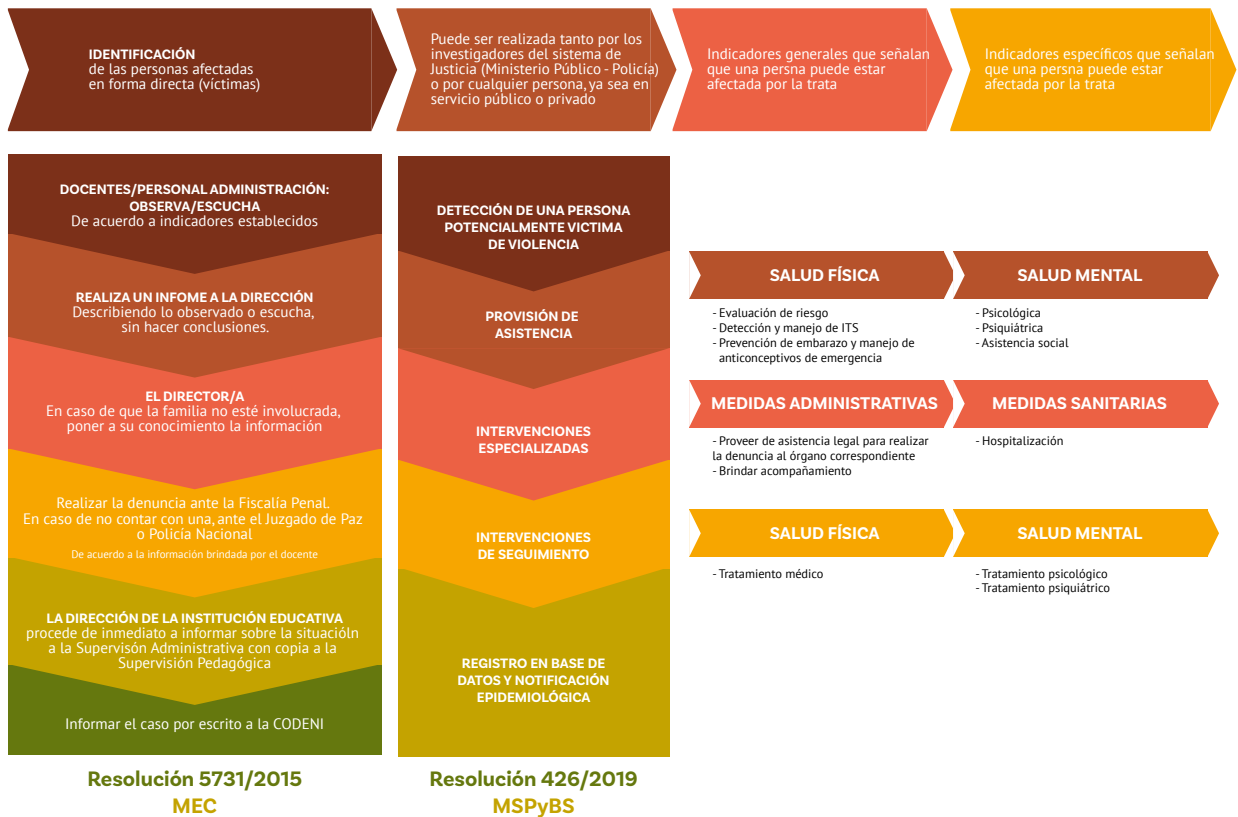 IDENTIFICACIÓN
de las personas afectadas
en forma directa (víctimas)
Puede ser realizada tanto por los
investigadores del sistema de
Justicia (Ministerio Público - Policía)
o por cualquier persona, ya sea en
servicio público o privado
Indicadores generales que señalan
que una persna puede estar
afectada por la trata
Indicadores específicos que señalan
que una persna puede estar
afectada por la trata
DOCENTES/PERSONAL ADMINISTRACIÓN:
OBSERVA/ESCUCHA
De acuerdo a indicadores establecidos
REALIZA UN INFOME A LA DIRECCIÓN
Describiendo lo observado o escucha,
sin hacer conclusiones.
EL DIRECTOR/A
En caso de que la familia no esté involucrada,
poner a su conocimiento la información
Realizar la denuncia ante la Fiscalía Penal.
En caso de no contar con una, ante el Juzgado de Paz
o Policía Nacional
De acuerdo a la información brindada por el docente
LA DIRECCIÓN DE LA INSTITUCIÓN EDUCATIVA
procede de inmediato a informar sobre la situacióln
a la Supervisón Administrativa con copia a la
Supervisión Pedagógica
Informar el caso por escrito a la CODENI
Resolución 5731/2015
MEC
DETECCIÓN DE UNA PERSONA
POTENCIALMENTE VICTIMA
DE VIOLENCIA
PROVISIÓN DE
ASISTENCIA
INTERVENCIONES
ESPECIALIZADAS
INTERVENCIONES
DE SEGUIMIENTO
REGISTRO EN BASE DE
DATOS Y NOTIFICACIÓN
EPIDEMIOLÓGICA
Resolución 426/2019
MSPyBS
SALUD FÍSICA
- Evaluación de riesgo
- Detección y manejo de ITS
- Prevención de embarazo y manejo de
anticonceptivos de emergencia
SALUD MENTAL
- Psicológica
- Psiquiátrica
- Asistencia social
MEDIDAS ADMINISTRATIVAS
- Proveer de asistencia legal para realizar
la denuncia al órgano correspondiente
- Brindar acompañamiento
MEDIDAS SANITARIAS
- Hospitalización
SALUD FÍSICA
- Tratamiento médico
SALUD MENTAL
- Tratamiento psicológico
- Tratamiento psiquiátrico